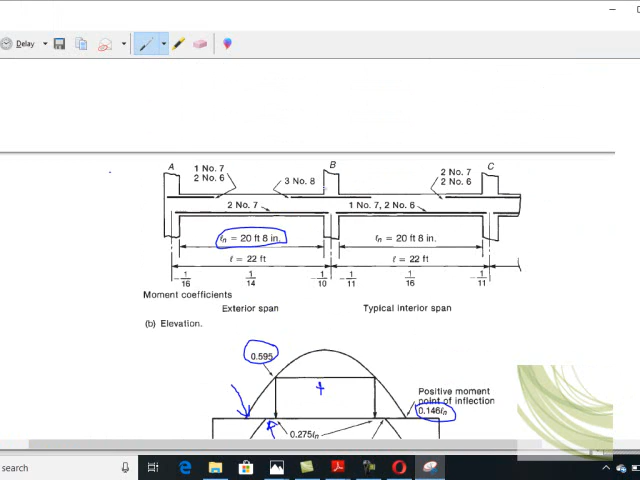 Delay
A
B
C
1 No. 7
2 No. 6
3 No. 8
2 No. 7
2 No. 6
2 No. 7
1 No. 7, 2 No. 6
ℓn = 20 ft 8 in.
ℓn = 20 ft 8 in.
ℓ = 22 ft
ℓ = 22 ft
-1/16
1/14
-1/10
-1/11
1/16
-1/11
Moment coefficients
Exterior span
Typical interior span
(b) Elevation.
0.595
+
Positive moment
point of inflection
0.146ℓn
0.275ℓn
search